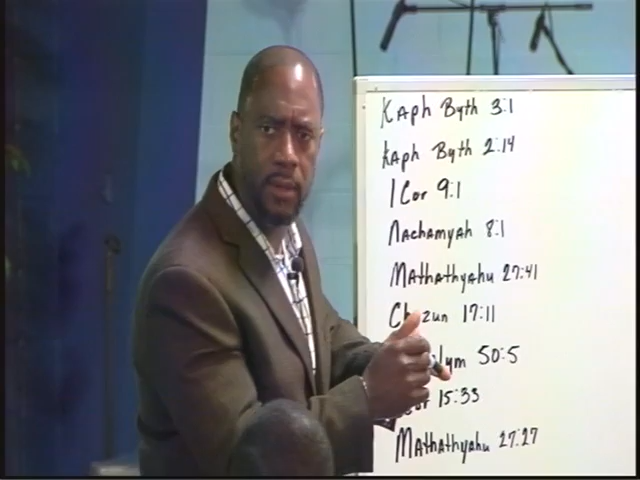 Kaph Byth 3:1
Kaph Byth 2:14
1 Cor 9:1
Nachamyah 8:1
Mathathyahu 27:41
17:11
50:5
15:33
Mathathyahu 27:27